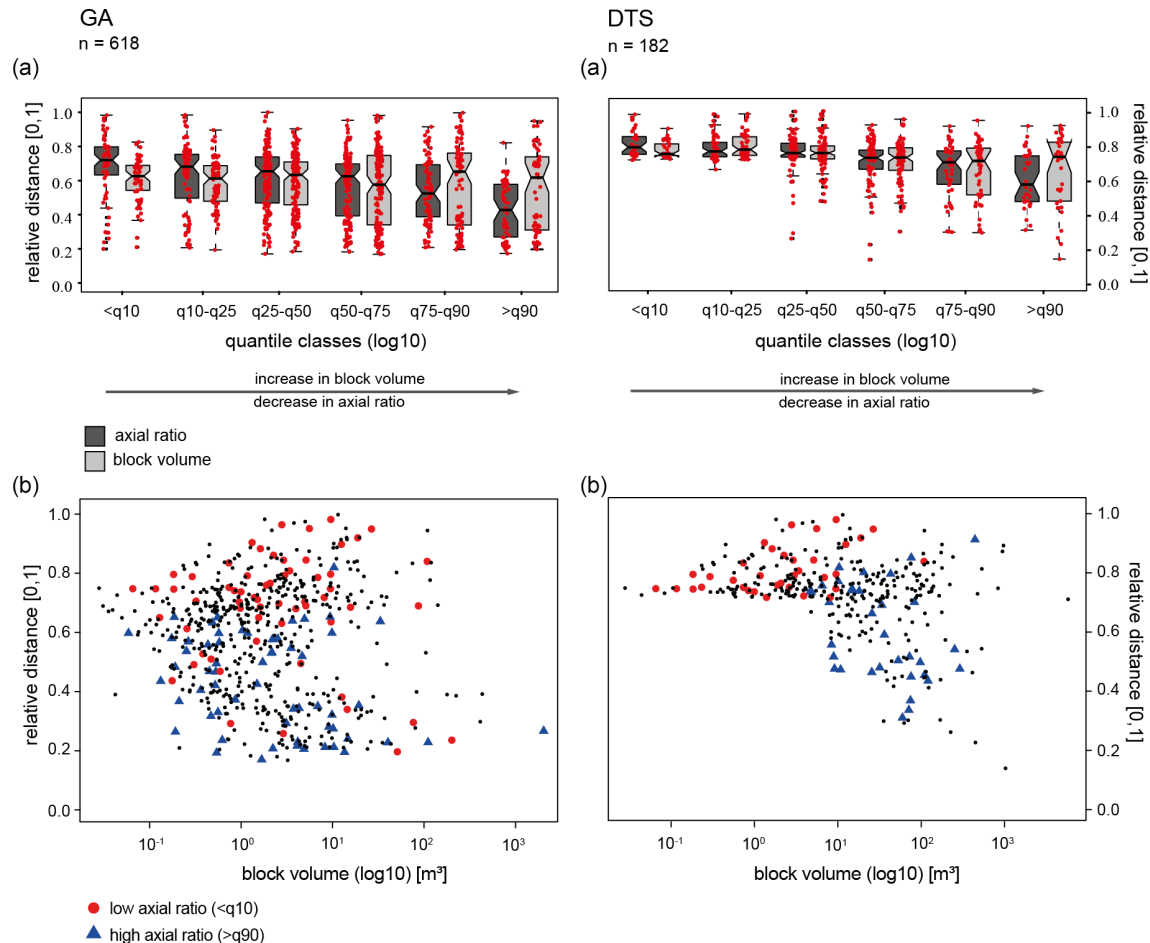 GA
n = 618
DTS
n = 182
(a)
relative distance [0,1]
1.0
0.8
0.6
0.4
0.2
0.0
<q10 q10-q25 q25-q50 q50-q75 q75-q90 >q90
quantile classes (log10)
increase in block volume
decrease in axial ratio
axial ratio
block volume
(a)
relative distance [0,1]
1.0
0.8
0.6
0.4
0.2
0.0
<q10 q10-q25 q25-q50 q50-q75 q75-q90 >q90
quantile classes (log10)
increase in block volume
decrease in axial ratio
(b)
relative distance [0,1]
1.0
0.8
0.6
0.4
0.2
0.0
10⁻¹ 10⁰ 10¹ 10² 10³
block volume (log10) [m³]
low axial ratio (<q10)
high axial ratio (>q90)
(b)
relative distance [0,1]
1.0
0.8
0.6
0.4
0.2
0.0
10⁻¹ 10⁰ 10¹ 10² 10³
block volume (log10) [m³]